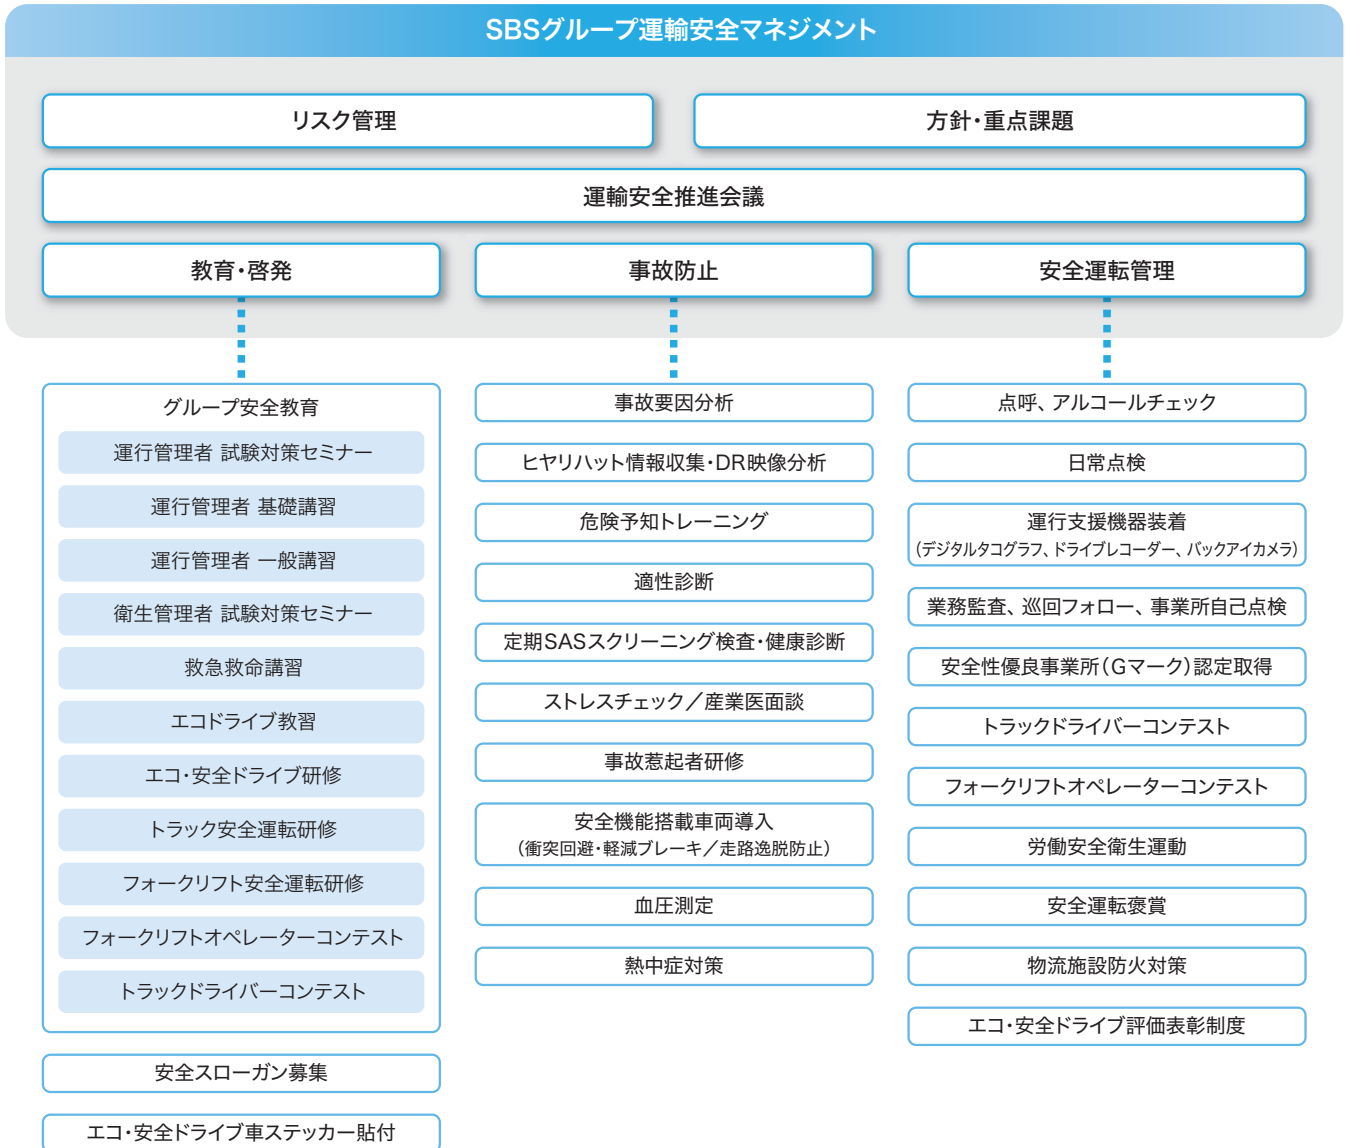 SBSグループ運輸安全マネジメント
リスク管理
方針・重点課題
運輸安全推進会議
教育・啓発
事故防止
安全運転管理
グループ安全教育
運行管理者 試験対策セミナー
運行管理者 基礎講習
運行管理者 一般講習
衛生管理者 試験対策セミナー
救急救命講習
エコドライブ教習
エコ・安全ドライブ研修
トラック安全運転研修
フォークリフト安全運転研修
フォークリフトオペレーターコンテスト
トラックドライバーコンテスト
安全スローガン募集
エコ・安全ドライブ車ステッカー貼付
事故要因分析
ヒヤリハット情報収集・DR映像分析
危険予知トレーニング
適性診断
定期SASスクリーニング検査・健康診断
ストレスチェック／産業医面談
事故惹起者研修
安全機能搭載車両導入
（衝突回避・軽減ブレーキ／走路逸脱防止）
血圧測定
熱中症対策
点呼、アルコールチェック
日常点検
運行支援機器装着
（デジタルタコグラフ、ドライブレコーダー、バックアイカメラ）
業務監査、巡回フォロー、事業所自己点検
安全性優良事業所（Gマーク）認定取得
トラックドライバーコンテスト
フォークリフトオペレーターコンテスト
労働安全衛生運動
安全運転褒賞
物流施設防火対策
エコ・安全ドライブ評価表彰制度